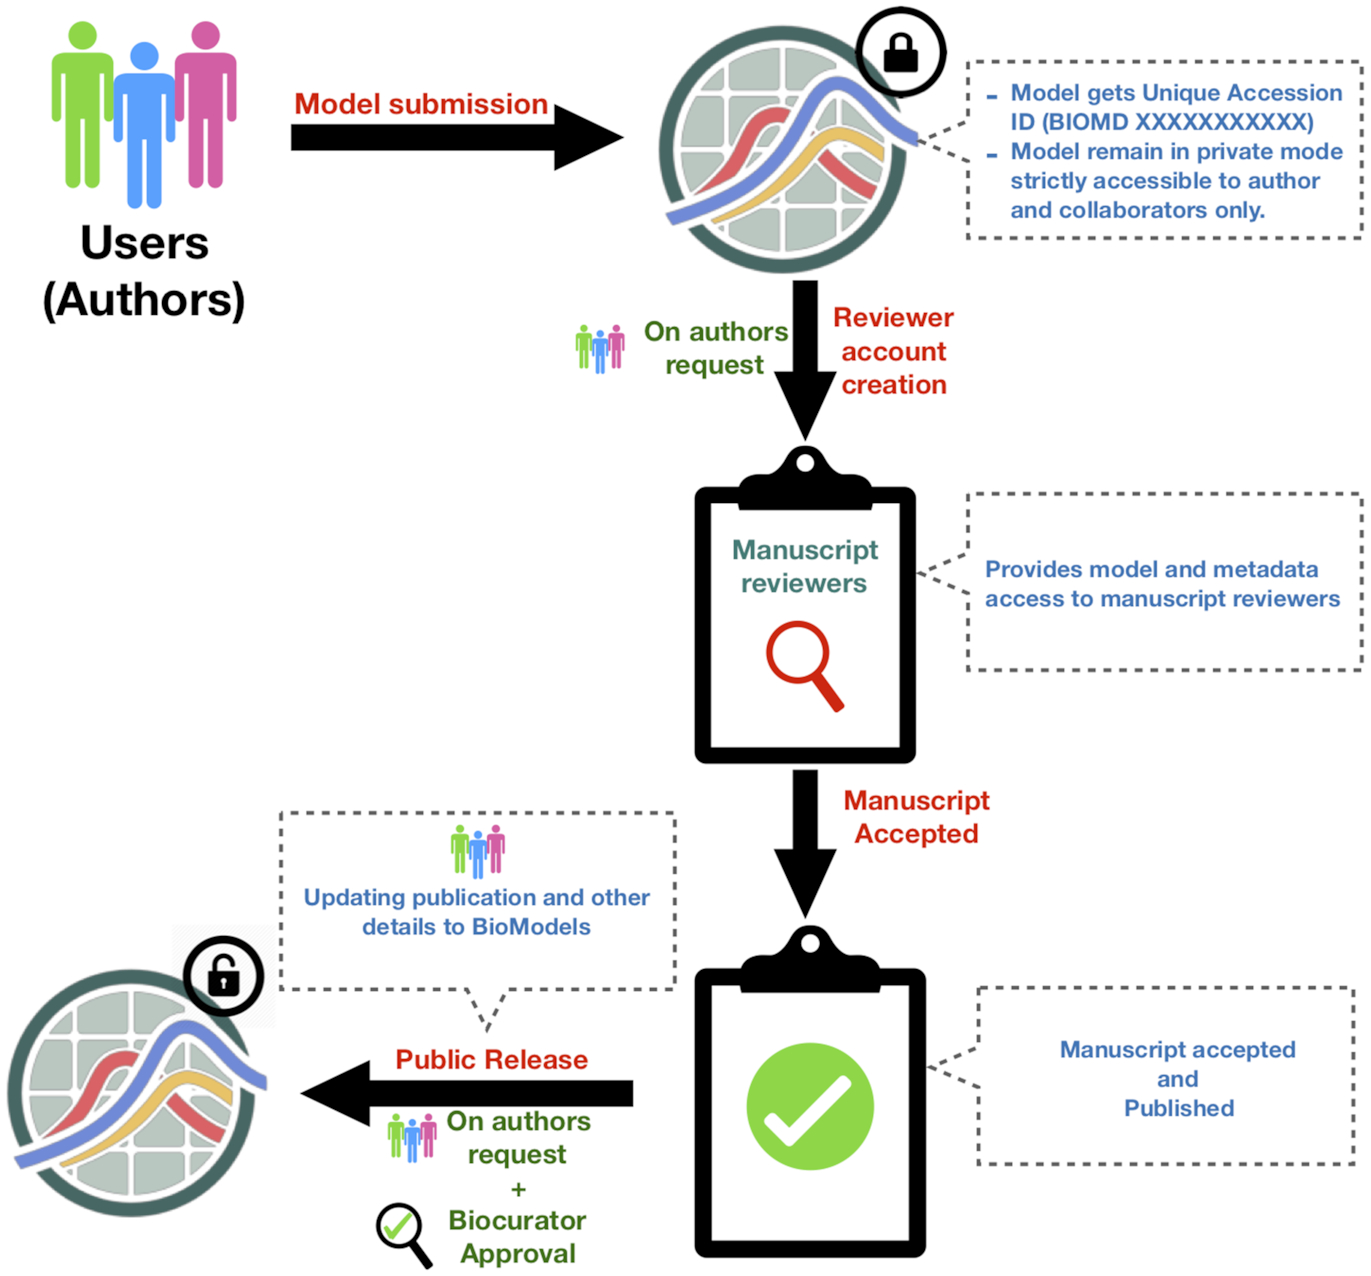 Users
(Authors)
Model submission
- Model gets Unique Accession
ID (BIOMD XXXXXXXXXXX)
- Model remain in private mode
strictly accessible to author
and collaborators only.
On authors
request
Reviewer
account
creation
Manuscript
reviewers
Provides model and metadata
access to manuscript reviewers
Manuscript
Accepted
Updating publication and other
details to BioModels
Manuscript accepted
and
Published
Public Release
On authors
request
+
Biocurator
Approval